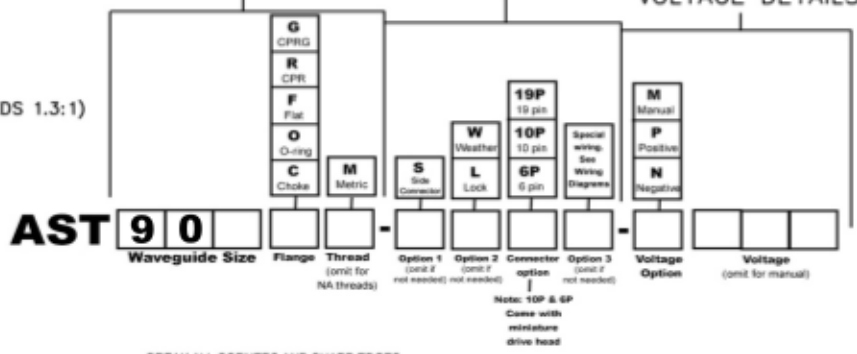 VOLTAGE DETAILS
G
CPRG
R
CPR
F
Flat
O
O-ring
C
Choke
M
Metric
S
Side
Connector
W
Weather
L
Lock
19P
19 pin
10P
10 pin
6P
6 pin
Special
wiring.
See
Wiring
Diagrams
M
Manual
P
Positive
N
Negative
DS 1.3:1)
AST 9 0 - -
Waveguide Size
Flange
Thread
(omit for
NA threads)
Option 1
(omit if
not needed)
Option 2
(omit if
not needed)
Connector
option
Note: 10P & 6P
Come with
miniature
drive head
Option 3
(omit if
not needed)
Voltage
Option
Voltage
(omit for manual)